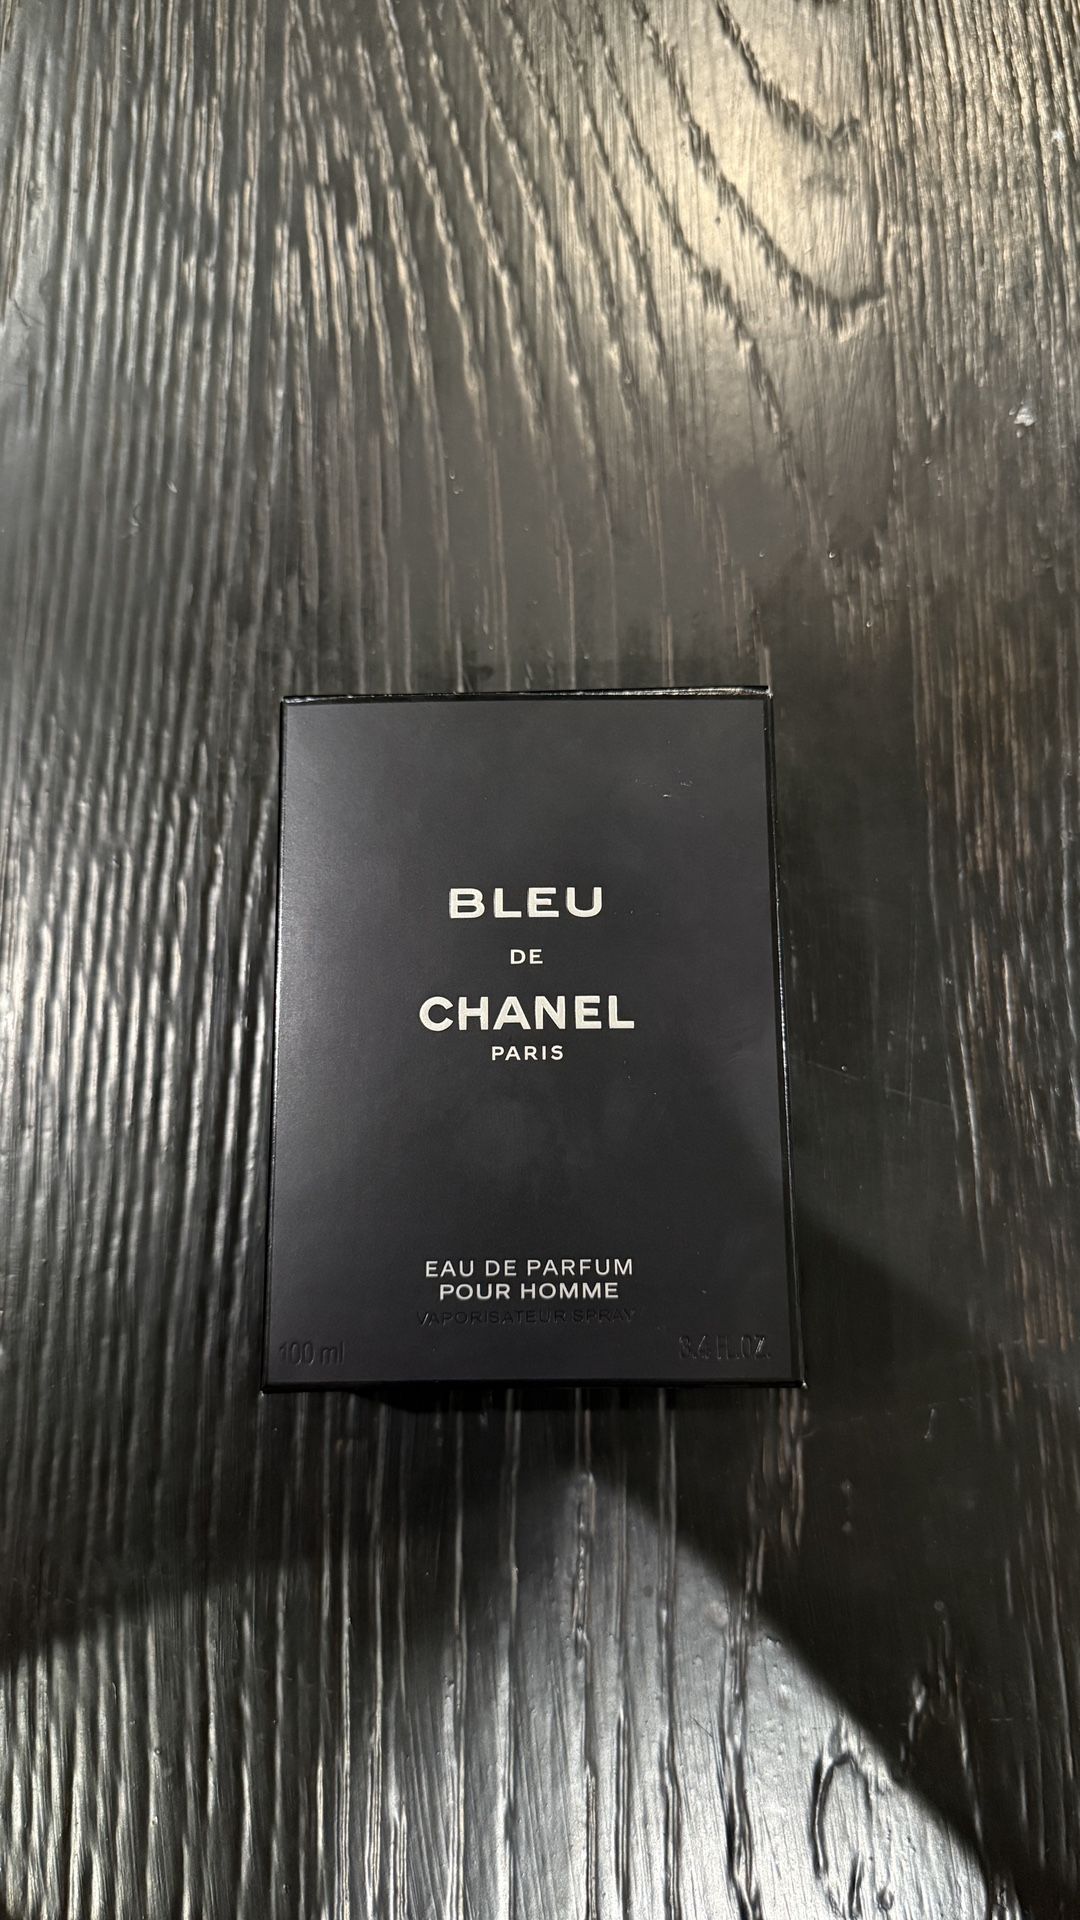 BLEU
DE
CHANEL
PARIS
EAU DE PARFUM
POUR HOMME
VAPORISATEUR SPRAY
100 ml 3.4 FL.OZ.